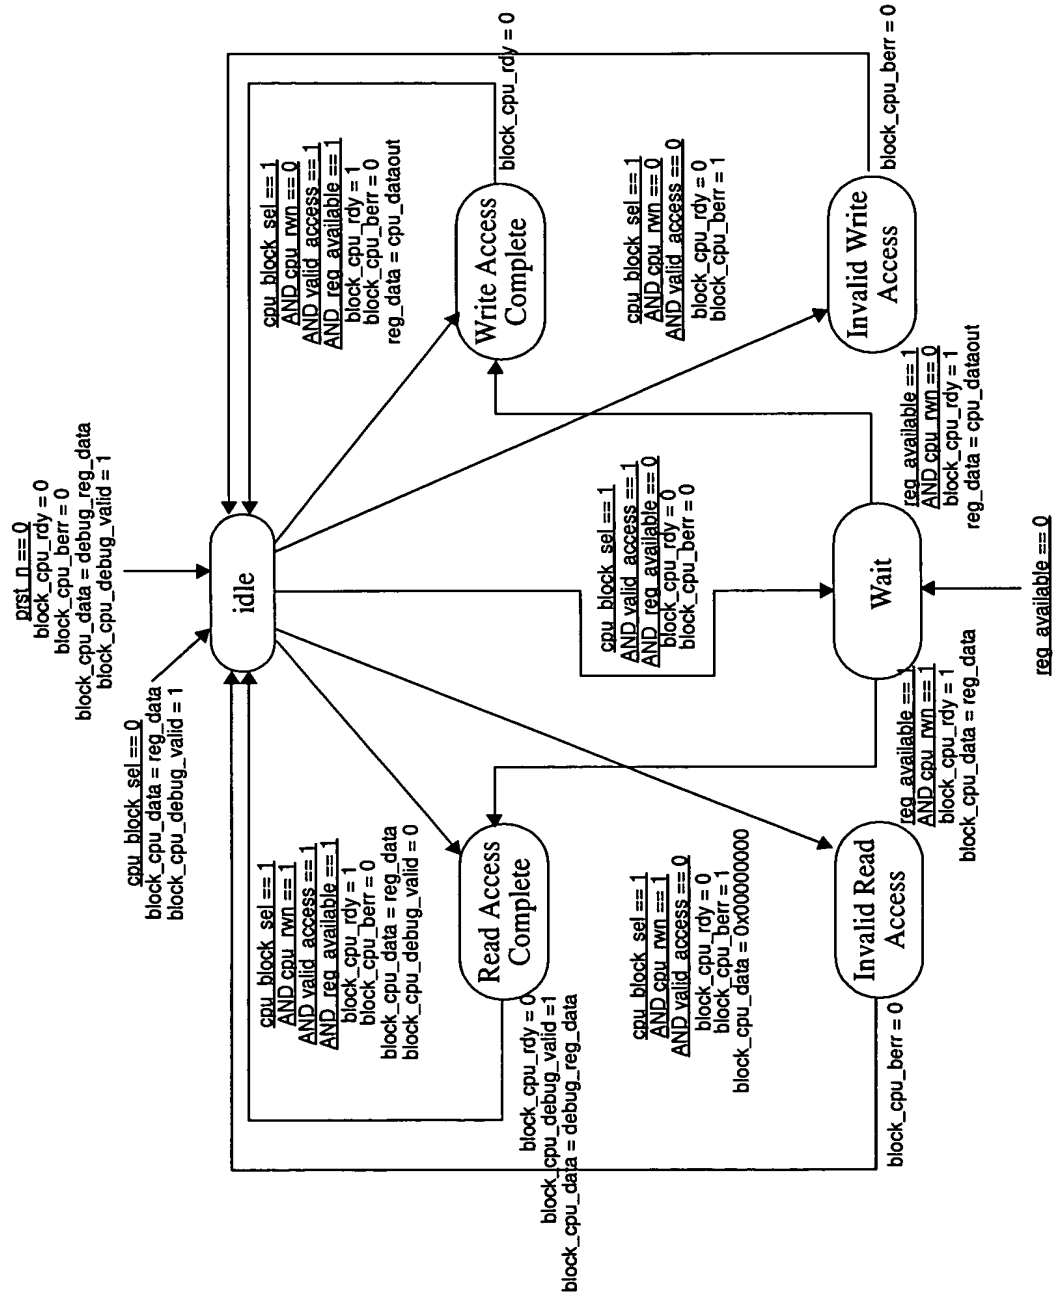 prst_n == 0
block_cpu_rdy = 0
block_cpu_berr = 0
block_cpu_data = debug_reg_data
block_cpu_debug_valid = 1
cpu_block_sel == 0
block_cpu_data = reg_data
block_cpu_debug_valid = 1
idle
cpu_block_sel == 1
AND cpu_rwn == 1
AND valid_access == 1
AND_reg_available == 1
block_cpu_rdy = 1
block_cpu_berr = 0
block_cpu_data = reg_data
block_cpu_debug_valid = 0
cpu_block_sel == 1
AND cpu_rwn == 0
AND valid_access == 1
AND_reg_available == 1
block_cpu_rdy = 1
block_cpu_berr = 0
reg_data = cpu_dataout
Read Access
Complete
Write Access
Complete
block_cpu_rdy = 0
block_cpu_rdy = 0
block_cpu_debug_valid =1
block_cpu_data = debug_reg_data
cpu_block_sel == 1
AND valid_access == 1
AND_reg_available == 0
block_cpu_rdy = 0
block_cpu_berr = 0
cpu_block_sel == 1
AND cpu_rwn == 1
AND valid_access == 0
block_cpu_rdy = 0
block_cpu_berr = 1
block_cpu_data = 0x00000000
cpu_block_sel == 1
AND cpu_rwn == 0
AND valid_access == 0
block_cpu_rdy = 0
block_cpu_berr = 1
Invalid Read
Access
Wait
Invalid Write
Access
block_cpu_berr = 0
reg_available == 1
AND cpu_rwn == 1
block_cpu_rdy = 1
block_cpu_data = reg_data
reg_available == 1
AND cpu_rwn == 0
block_cpu_rdy = 1
reg_data = cpu_dataout
block_cpu_berr = 0
reg_available == 0